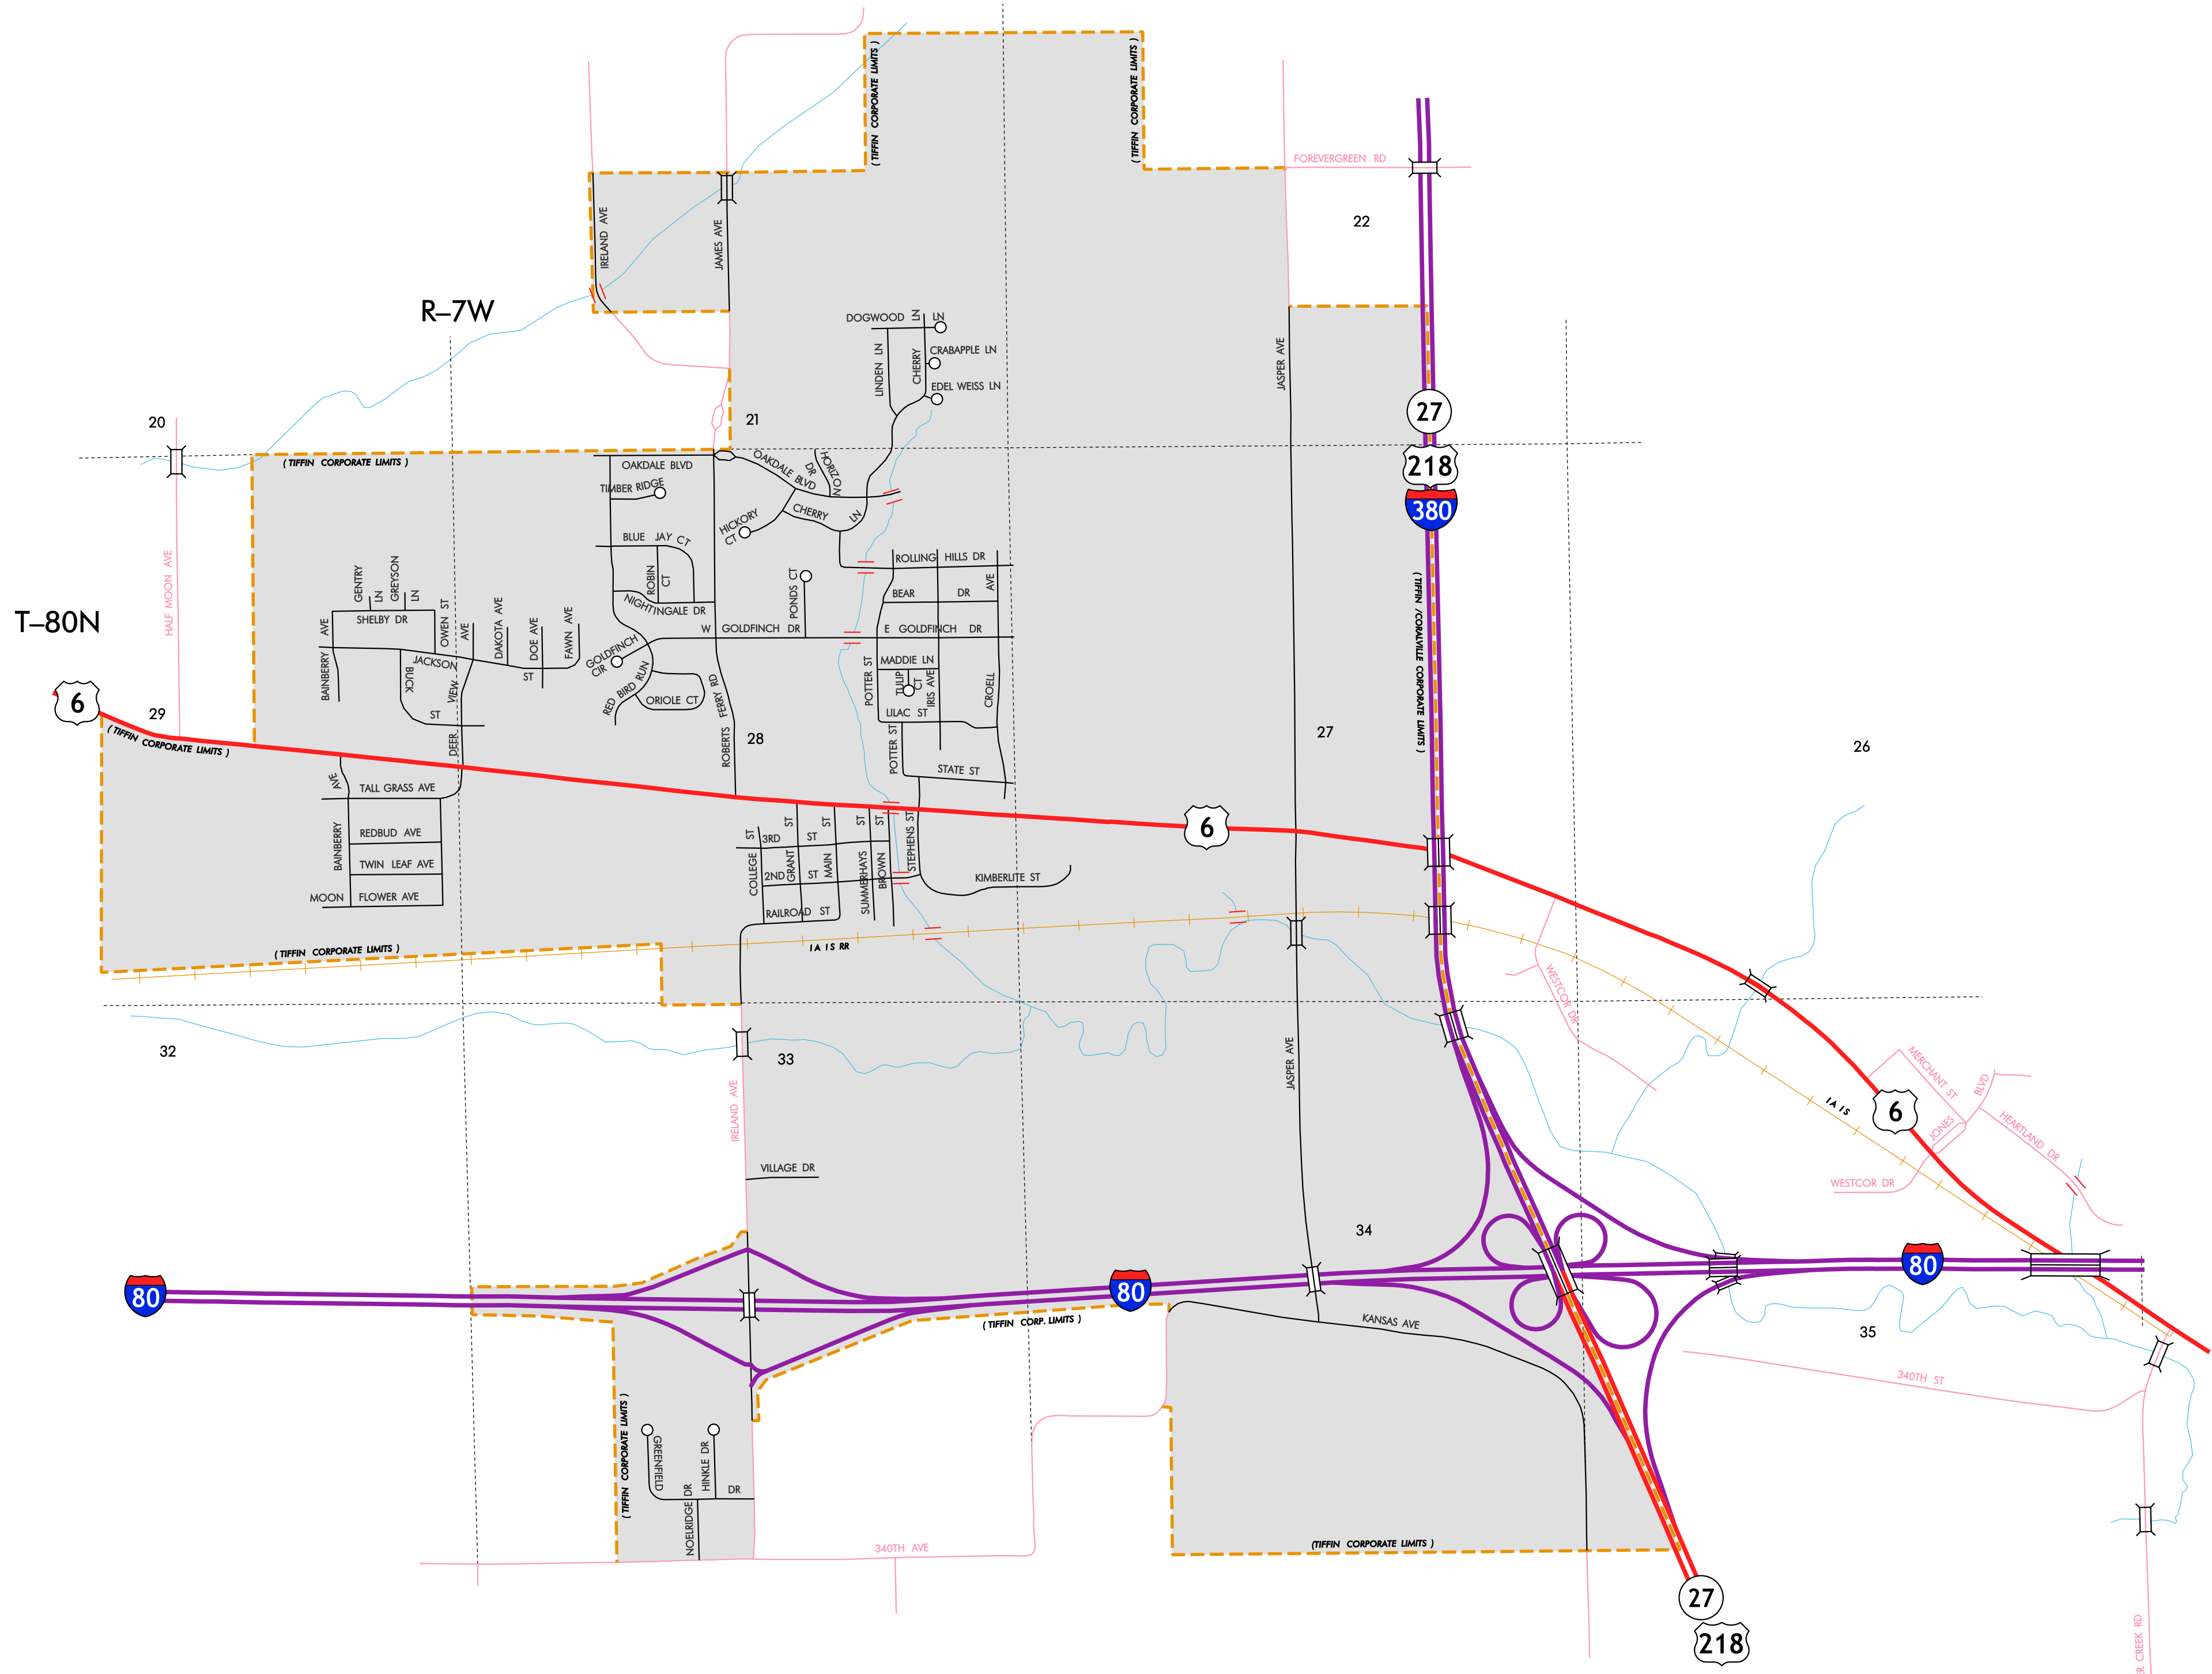 ( TIFFIN CORPORATE LIMITS )
( TIFFIN CORPORATE LIMITS )
FOREVERGREEN RD
22
IRELAND AVE
JAMES AVE
R–7W
DOGWOOD LN
LN
LINDEN LN
CHERRY
CRABAPPLE LN
EDEL WEISS LN
JASPER AVE
27
218
380
20
21
( TIFFIN CORPORATE LIMITS )
OAKDALE BLVD
TIMBER RIDGE
OAKDALE BLVD
HORIZON
DR
HICKORY
CT
CHERRY LN
HALF MOON AVE
BLUE JAY CT
ROBIN
CT
NIGHTINGALE DR
PONDS CT
ROLLING HILLS DR
BEAR DR
AVE
( TIFFIN /CORALVILLE CORPORATE LIMITS )
T–80N
GENTRY
LN
GREYSON
LN
SHELBY DR
OWEN ST
AVE
DAKOTA AVE
DOE AVE
FAWN AVE
BAINBERRY AVE
JACKSON ST
BUCK
ST
DEER VIEW
GOLDFINCH
CIR
RED BIRD RUN
ORIOLE CT
W GOLDFINCH DR
E GOLDFINCH DR
ROBERTS FERRY RD
POTTER ST
MADDIE LN
TULIP
CT
IRIS AVE
CROELL
LILAC ST
POTTER ST
STATE ST
6
29
( TIFFIN CORPORATE LIMITS )
28
27
26
AVE
TALL GRASS AVE
BAINBERRY
REDBUD AVE
TWIN LEAF AVE
MOON FLOWER AVE
6
COLLEGE ST
3RD ST
GRANT ST
MAIN ST
2ND ST
SUMMERHAYS ST
BROWN ST
STEPHENS ST
KIMBERLITE ST
RAILROAD ST
( TIFFIN CORPORATE LIMITS )
I A I S RR
WESTCOR DR
32
33
IRELAND AVE
JASPER AVE
MERCHANT ST
BLVD
I A I S
6
JONES
HEARTLAND DR
WESTCOR DR
VILLAGE DR
34
80
80
80
( TIFFIN CORP. LIMITS )
KANSAS AVE
35
340TH ST
( TIFFIN CORPORATE LIMITS )
GREENFIELD
HINKLE DR
DR
NOELRIDGE DR
340TH AVE
(TIFFIN CORPORATE LIMITS )
27
218
CREEK RD